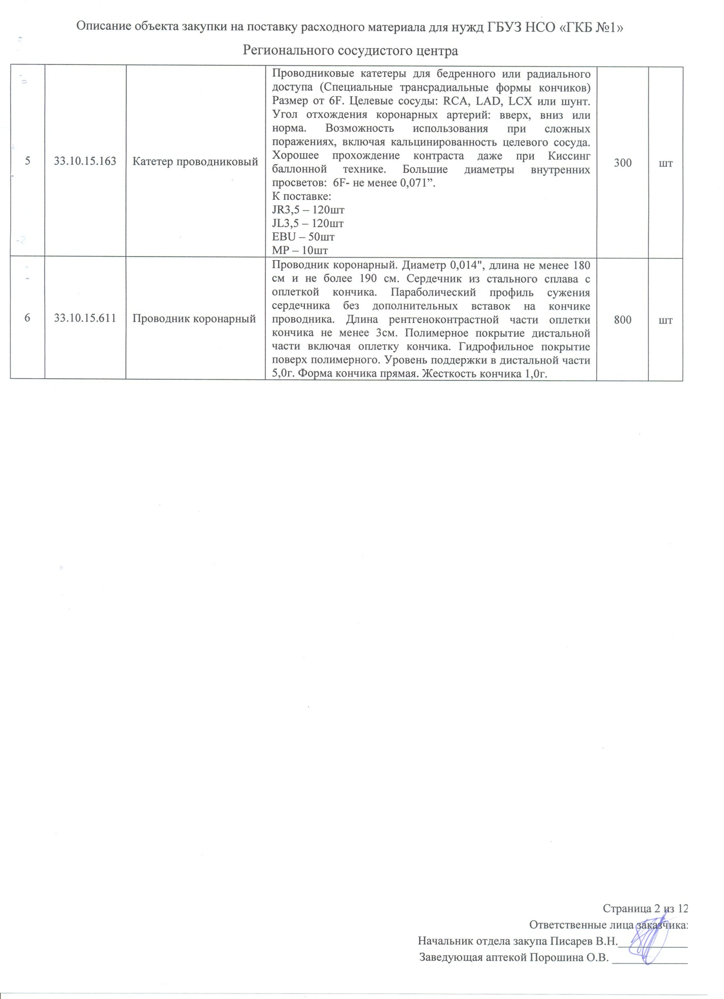 Описание объекта закупки на поставку расходного материала для нужд ГБУЗ НСО «ГКБ №1»
Регионального сосудистого центра
5
33.10.15.163
Катетер проводниковый
Проводниковые катетеры для бедренного или радиального
доступа (Специальные трансрадиальные формы кончиков)
Размер от 6F. Целевые сосуды: RCA, LAD, LCX или шунт.
Угол отхождения коронарных артерий: вверх, вниз или
норма. Возможность использования при сложных
поражениях, включая кальцинированность целевого сосуда.
Хорошее прохождение контраста даже при Киссинг
баллонной технике. Большие диаметры внутренних
просветов: 6F- не менее 0,071”.
К поставке:
JR3,5 – 120шт
JL3,5 – 120шт
EBU – 50шт
MP – 10шт
300
шт
6
33.10.15.611
Проводник коронарный
Проводник коронарный. Диаметр 0,014", длина не менее 180
см и не более 190 см. Сердечник из стального сплава с
оплеткой кончика. Параболический профиль сужения
сердечника без дополнительных вставок на кончике
проводника. Длина рентгеноконтрастной части оплетки
кончика не менее 3см. Полимерное покрытие дистальной
части включая оплетку кончика. Гидрофильное покрытие
поверх полимерного. Уровень поддержки в дистальной части
5,0г. Форма кончика прямая. Жесткость кончика 1,0г.
800
шт
Страница 2 из 12
Ответственные лица заказчика:
Начальник отдела закупа Писарев В.Н.____________
Заведующая аптекой Порошина О.В. _____________